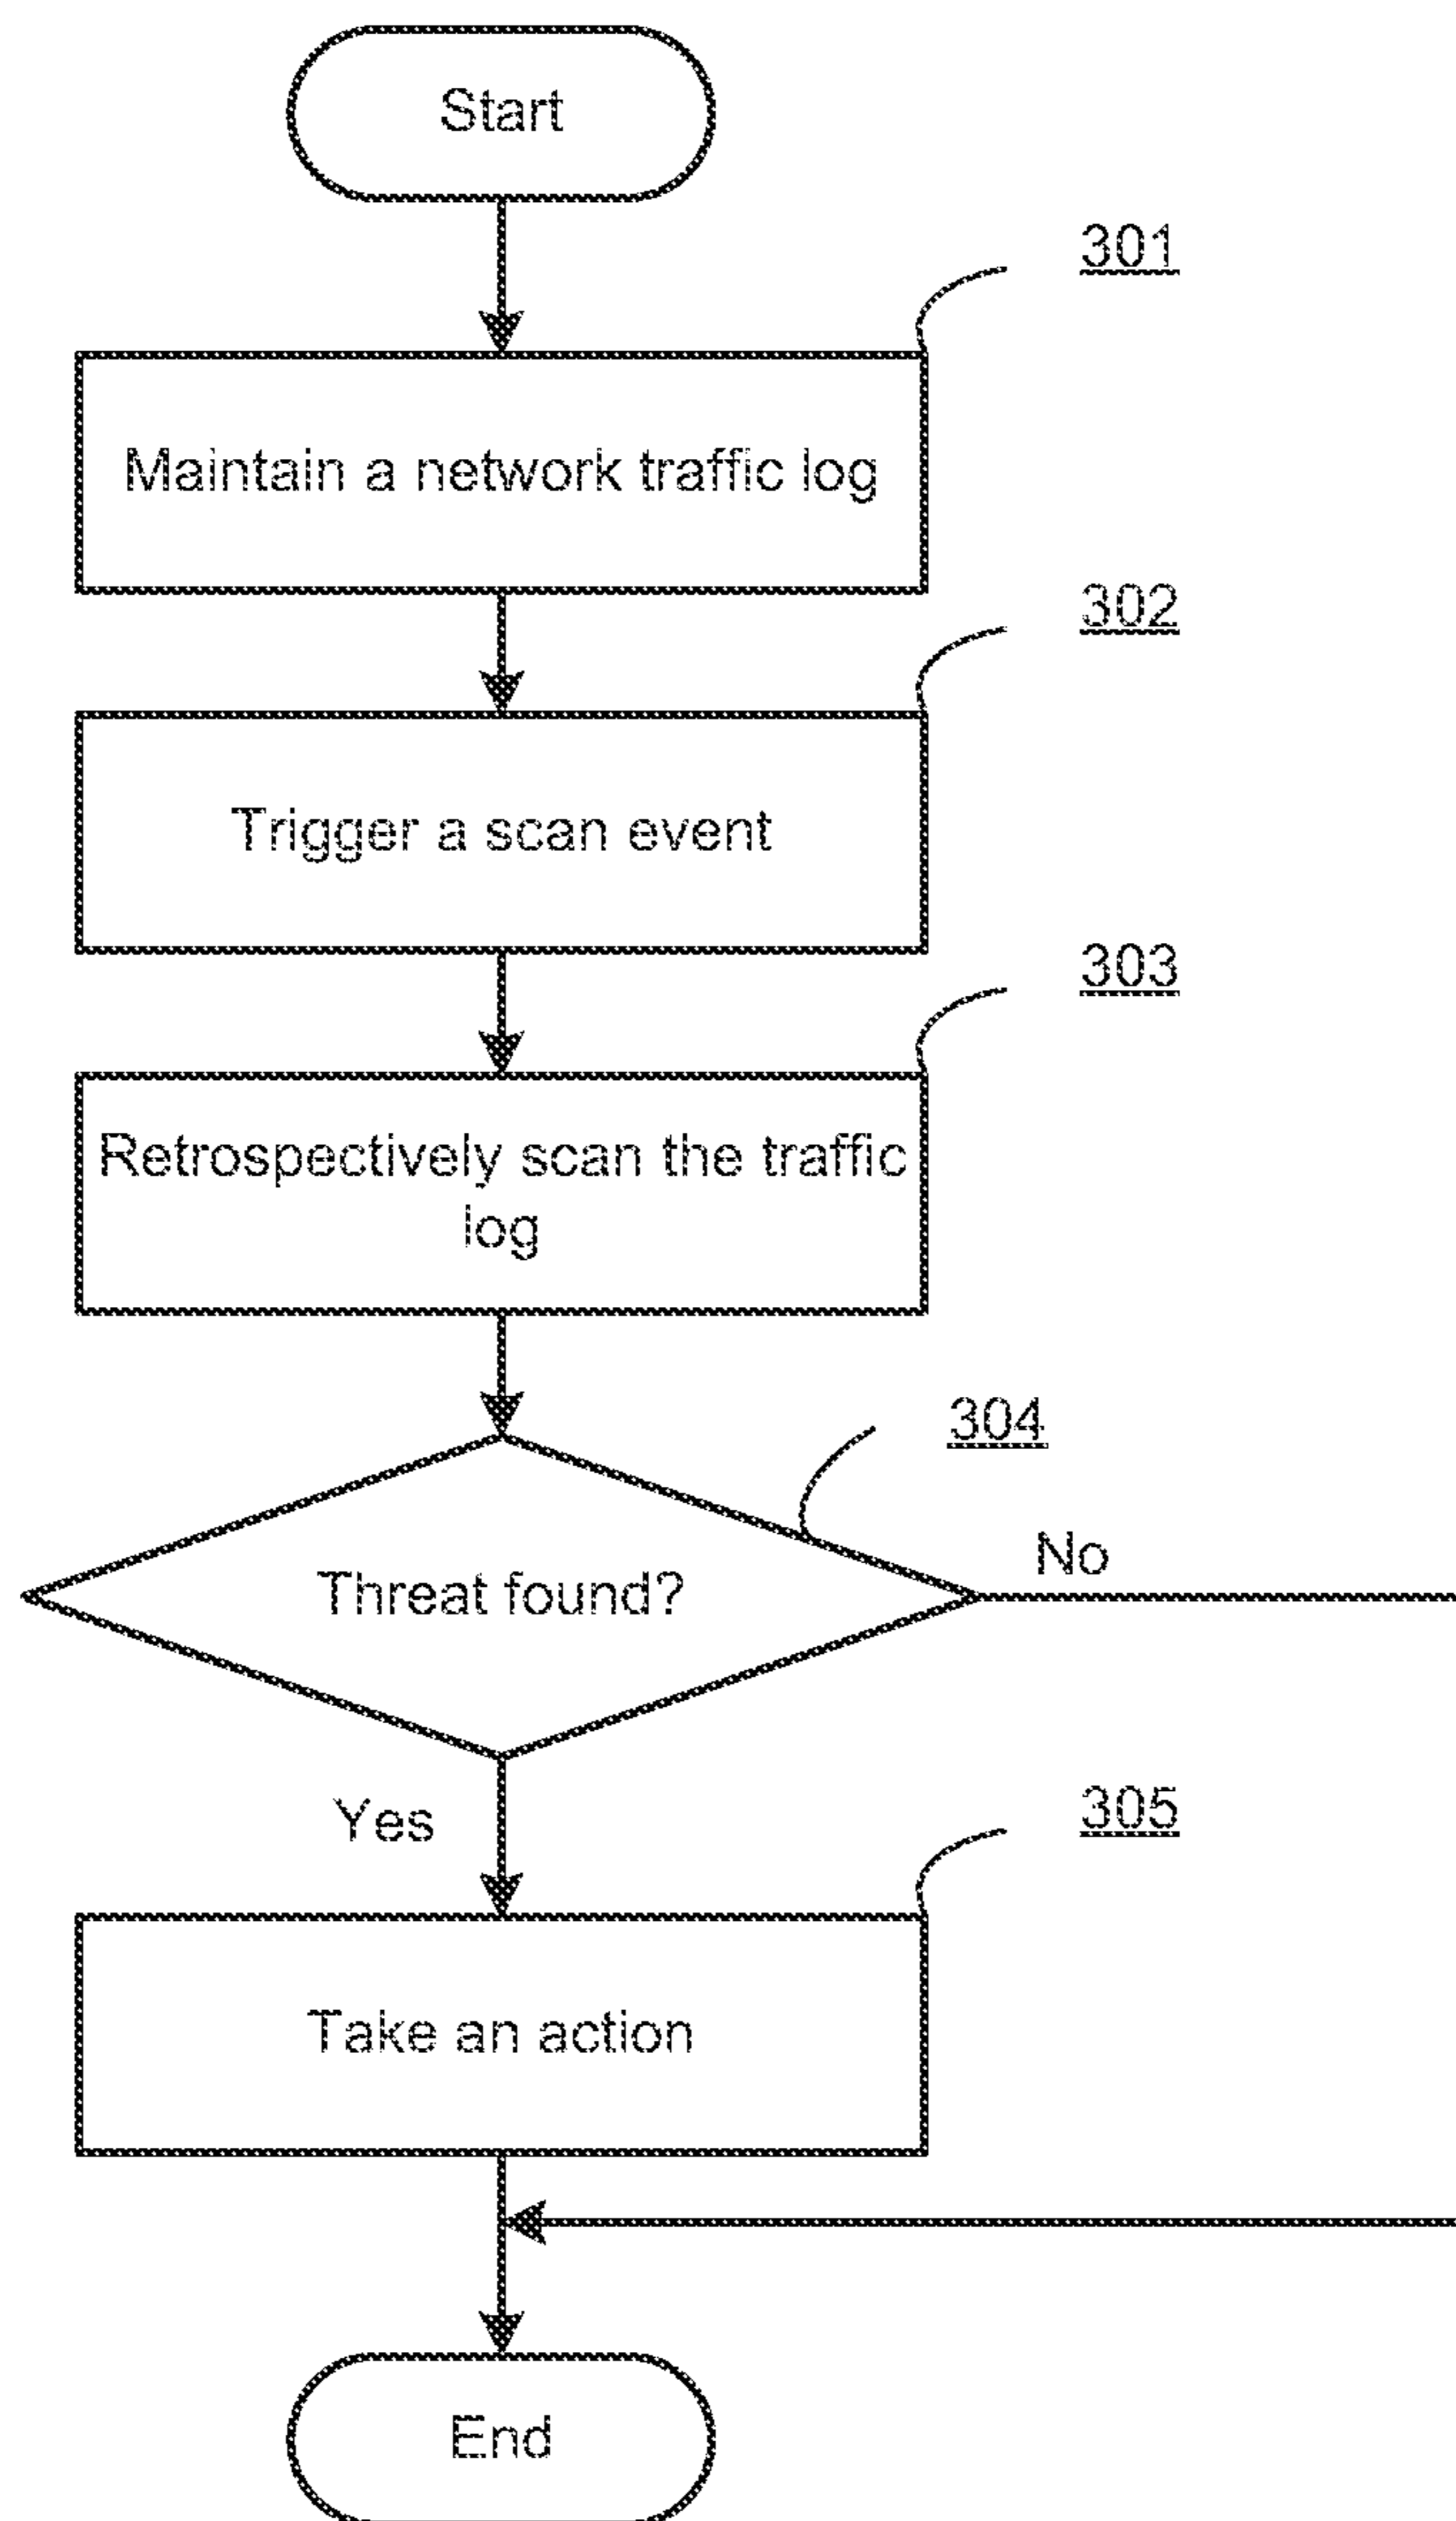 Start
301
Maintain a network traffic log
302
Trigger a scan event
303
Retrospectively scan the traffic
log
304
Threat found?
No
Yes
305
Take an action
End